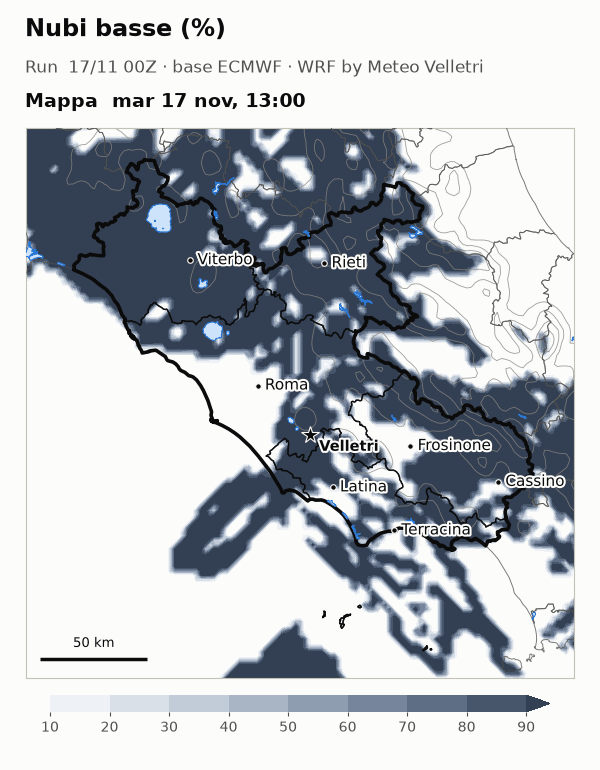 Nubi basse (%)
Run  17/11 00Z · base ECMWF · WRF by Meteo Velletri
Mappa  mar 17 nov, 13:00
Viterbo
Rieti
Roma
Velletri
Frosinone
Latina
Cassino
Terracina
50 km
10 20 30 40 50 60 70 80 90